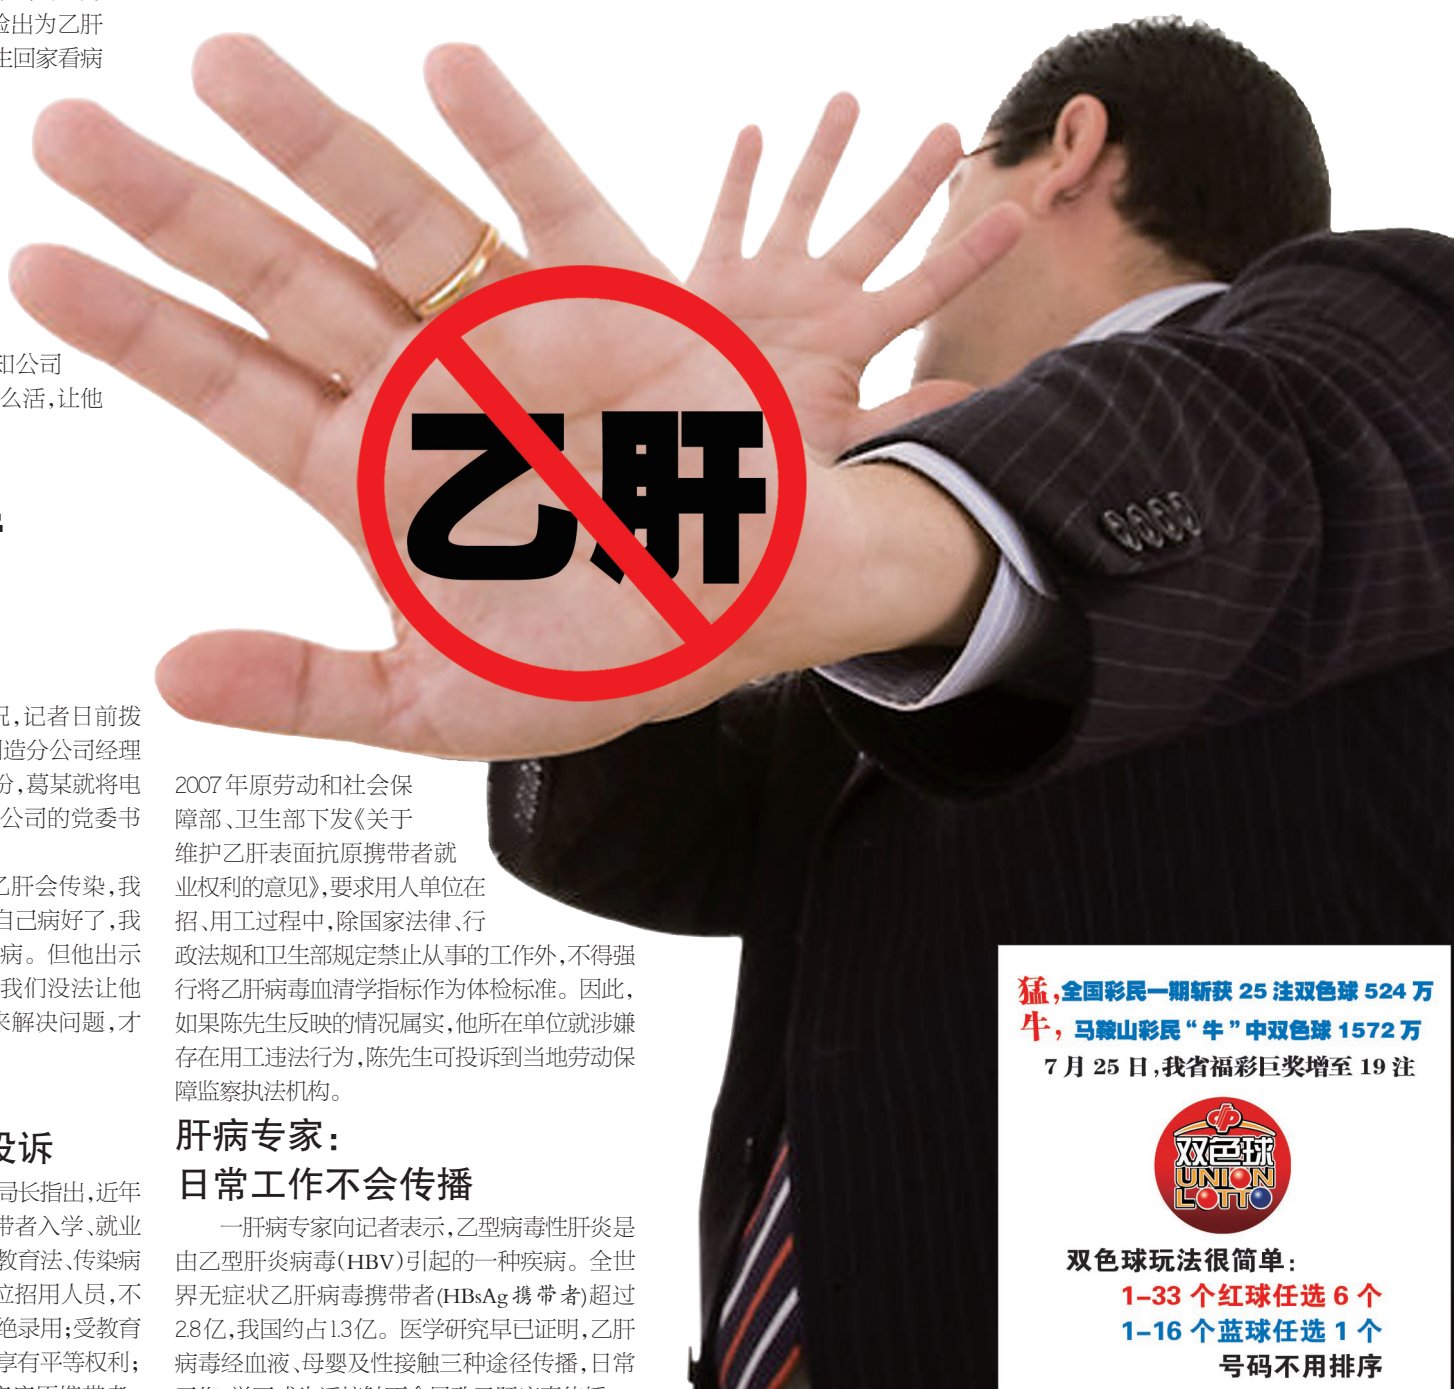 检出为乙肝
生回家看病
知公司
么活,让他
况,记者日前拨
制造分公司经理
份,葛某就将电
公司的党委书
乙肝会传染,我
自己病好了,我
病。但他出示
我们没法让他
来解决问题,才
投诉
局长指出,近年
带者入学、就业
教育法、传染病
位招用人员,不
绝录用;受教育
享有平等权利;
乙肝
2007年原劳动和社会保
障部、卫生部下发《关于
维护乙肝表面抗原携带者就
业权利的意见》,要求用人单位在
招、用工过程中,除国家法律、行
政法规和卫生部规定禁止从事的工作外,不得强
行将乙肝病毒血清学指标作为体检标准。因此,
如果陈先生反映的情况属实,他所在单位就涉嫌
存在用工违法行为,陈先生可投诉到当地劳动保
障监察执法机构。
肝病专家:
日常工作不会传播
一肝病专家向记者表示,乙型病毒性肝炎是
由乙型肝炎病毒(HBV)引起的一种疾病。全世
界无症状乙肝病毒携带者(HBsAg携带者)超过
2.8亿,我国约占1.3亿。医学研究早已证明,乙肝
病毒经血液、母婴及性接触三种途径传播,日常
猛,全国彩民一期斩获 25 注双色球 524 万
牛,马鞍山彩民“牛”中双色球 1572 万
7 月 25 日,我省福彩巨奖增至 19 注
双色球
UNION
LOTTO
双色球玩法很简单:
1-33 个红球任选 6 个
1-16 个蓝球任选 1 个
号码不用排序